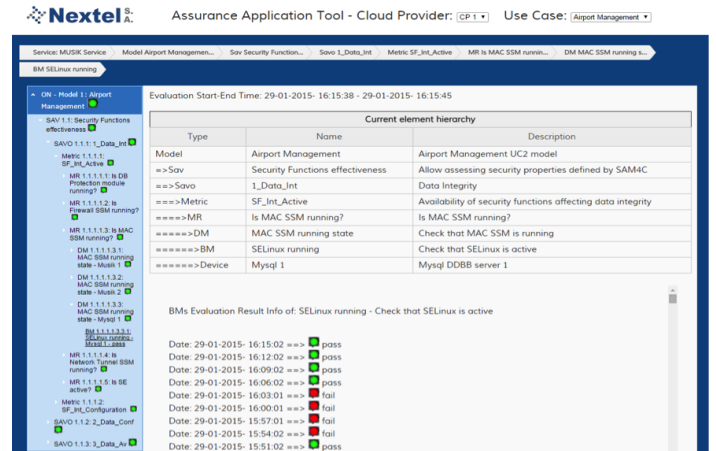 Nextel S.A.
Assurance Application Tool - Cloud Provider: CP 1 Use Case: Airport Management
Service: MUSIK Service Model Airport Managemen... Sav Security Function... Savo 1_Data_Int Metric SF_Int_Active MR Is MAC SSM runnin... DM MAC SSM running s...
BM SELinux running
ON - Model 1: Airport
Management
SAV 1.1: Security Functions
effectiveness
SAVO 1.1.1: 1_Data_Int
Metric 1.1.1.1:
SF_Int_Active
MR 1.1.1.1.1: Is DB
Protection module
running?
MR 1.1.1.1.2: Is
Firewall SSM running?
MR 1.1.1.1.3: Is MAC
SSM running?
DM 1.1.1.1.3.1:
MAC SSM running
state - Musik 1
DM 1.1.1.1.3.2:
MAC SSM running
state - Musik 2
DM 1.1.1.1.3.3:
MAC SSM running
state - Mysql 1
BM 1.1.1.1.3.3.1:
SELinux running -
Mysql 1 - pass
MR 1.1.1.1.4: Is
Network Tunnel SSM
running?
MR 1.1.1.1.5: Is SE
active?
Metric 1.1.1.2:
SF_Int_Configuration
SAVO 1.1.2: 2_Data_Conf
SAVO 1.1.3: 3_Data_Av
Evaluation Start-End Time: 29-01-2015- 16:15:38 - 29-01-2015- 16:15:45
Current element hierarchy
Type Name Description
Model Airport Management Airport Management UC2 model
=>Sav Security Functions effectiveness Allow assessing security properties defined by SAM4C
==>Savo 1_Data_Int Data Integrity
===>Metric SF_Int_Active Availability of security functions affecting data integrity
====>MR Is MAC SSM running? Is MAC SSM running?
=====>DM MAC SSM running state Check that MAC SSM is running
======>BM SELinux running Check that SELinux is active
======>Device Mysql 1 Mysql DDBB server 1
BMs Evaluation Result Info of: SELinux running - Check that SELinux is active
Date: 29-01-2015- 16:15:02 ==> pass
Date: 29-01-2015- 16:12:02 ==> pass
Date: 29-01-2015- 16:09:02 ==> pass
Date: 29-01-2015- 16:06:02 ==> pass
Date: 29-01-2015- 16:03:01 ==> fail
Date: 29-01-2015- 16:00:01 ==> fail
Date: 29-01-2015- 15:57:01 ==> fail
Date: 29-01-2015- 15:54:02 ==> fail
Date: 29-01-2015- 15:51:02 ==> pass